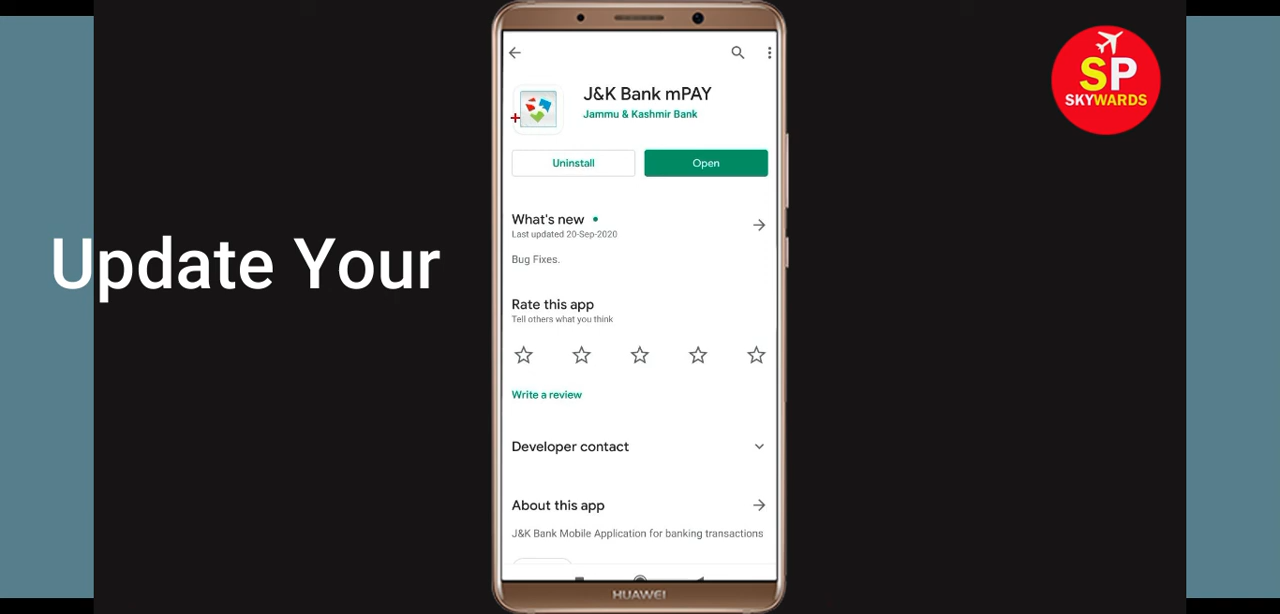 J&K Bank mPAY
Jammu & Kashmir Bank
Uninstall
Open
What's new
Last updated 20-Sep-2020
Bug Fixes.
Rate this app
Tell others what you think
Write a review
Developer contact
About this app
J&K Bank Mobile Application for banking transactions
HUAWEI
Update Your
SP
SKYWARDS